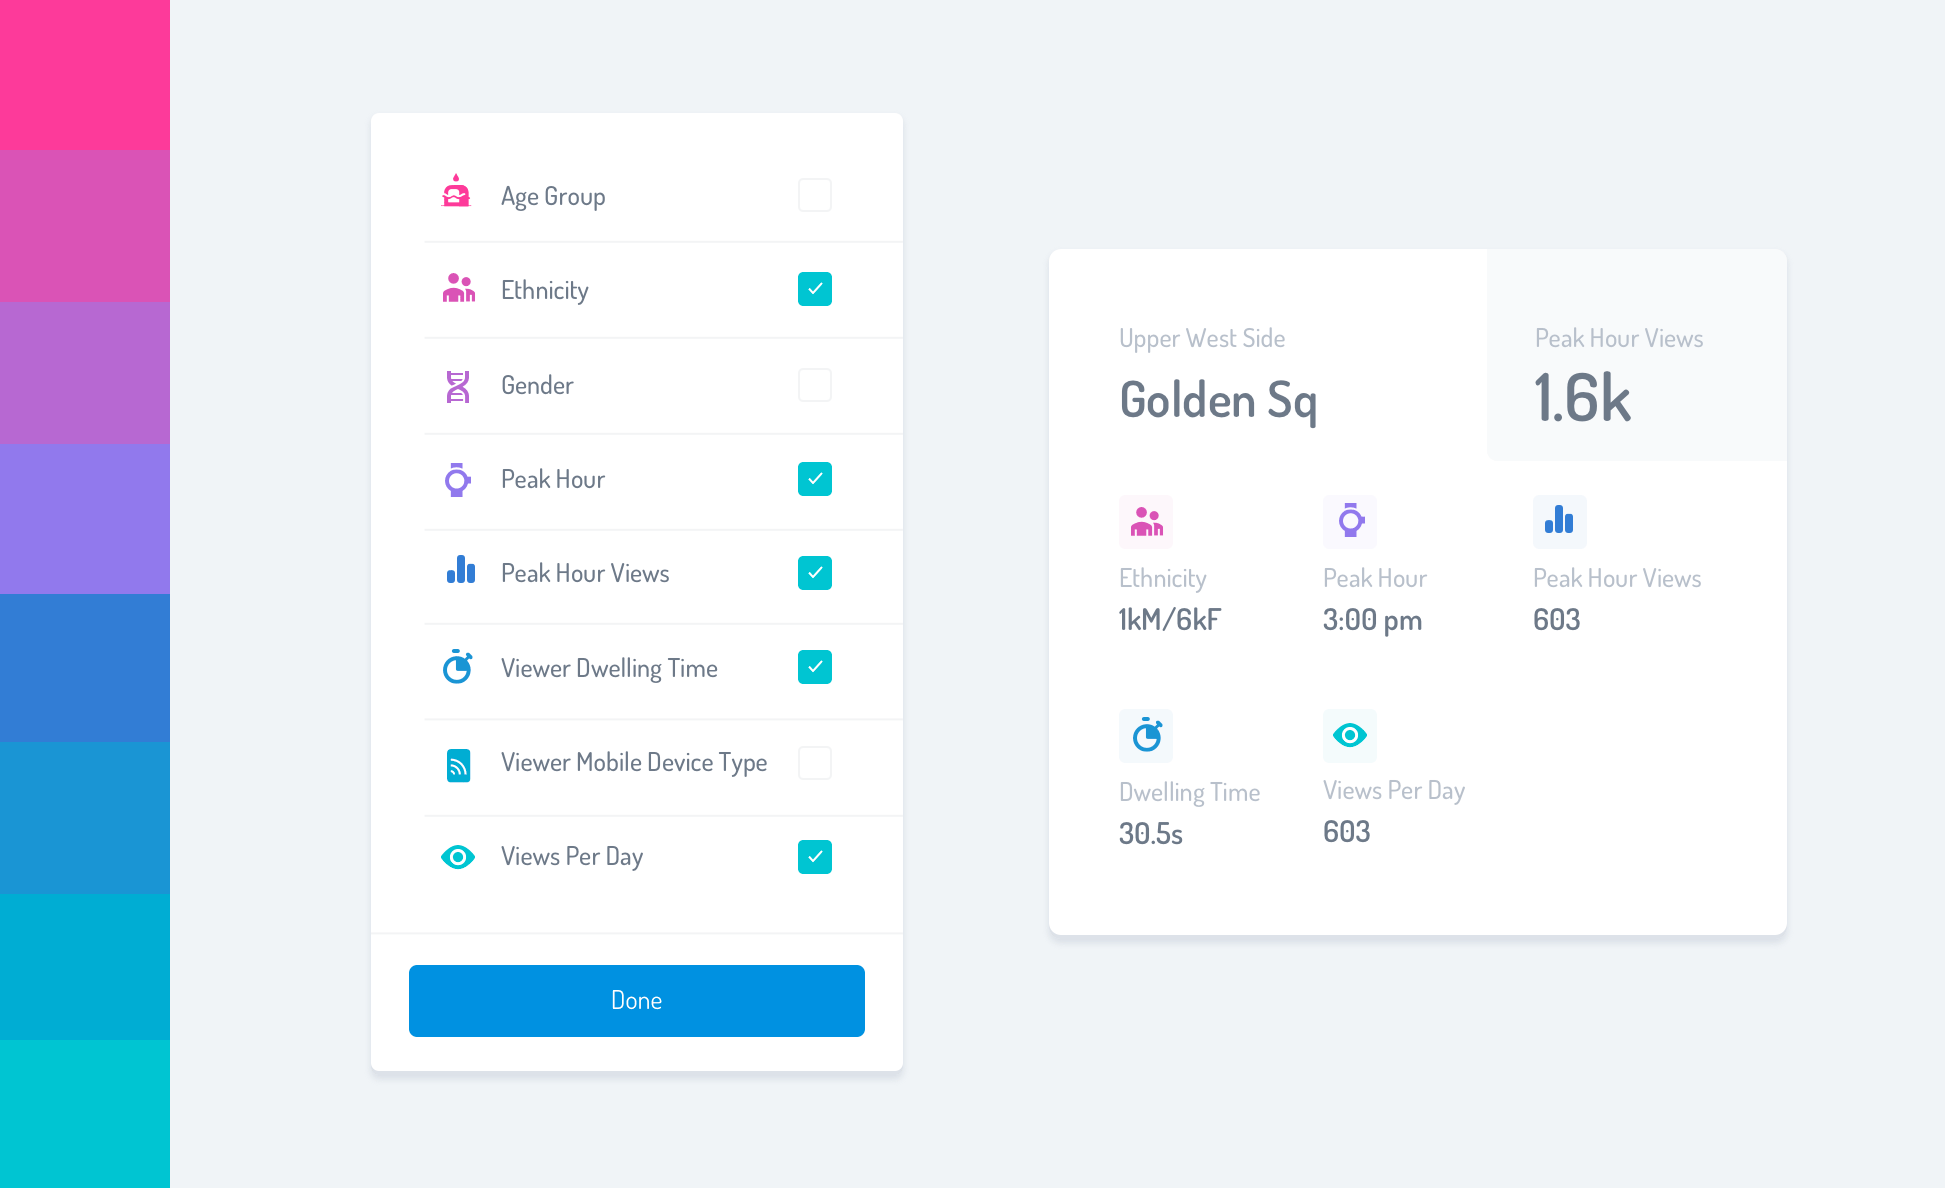 Age Group
Ethnicity
Gender
Peak Hour
Peak Hour Views
Viewer Dwelling Time
Viewer Mobile Device Type
Views Per Day
Done
Upper West Side
Golden Sq
Peak Hour Views
1.6k
Ethnicity
1kM/6kF
Peak Hour
3:00 pm
Peak Hour Views
603
Dwelling Time
30.5s
Views Per Day
603